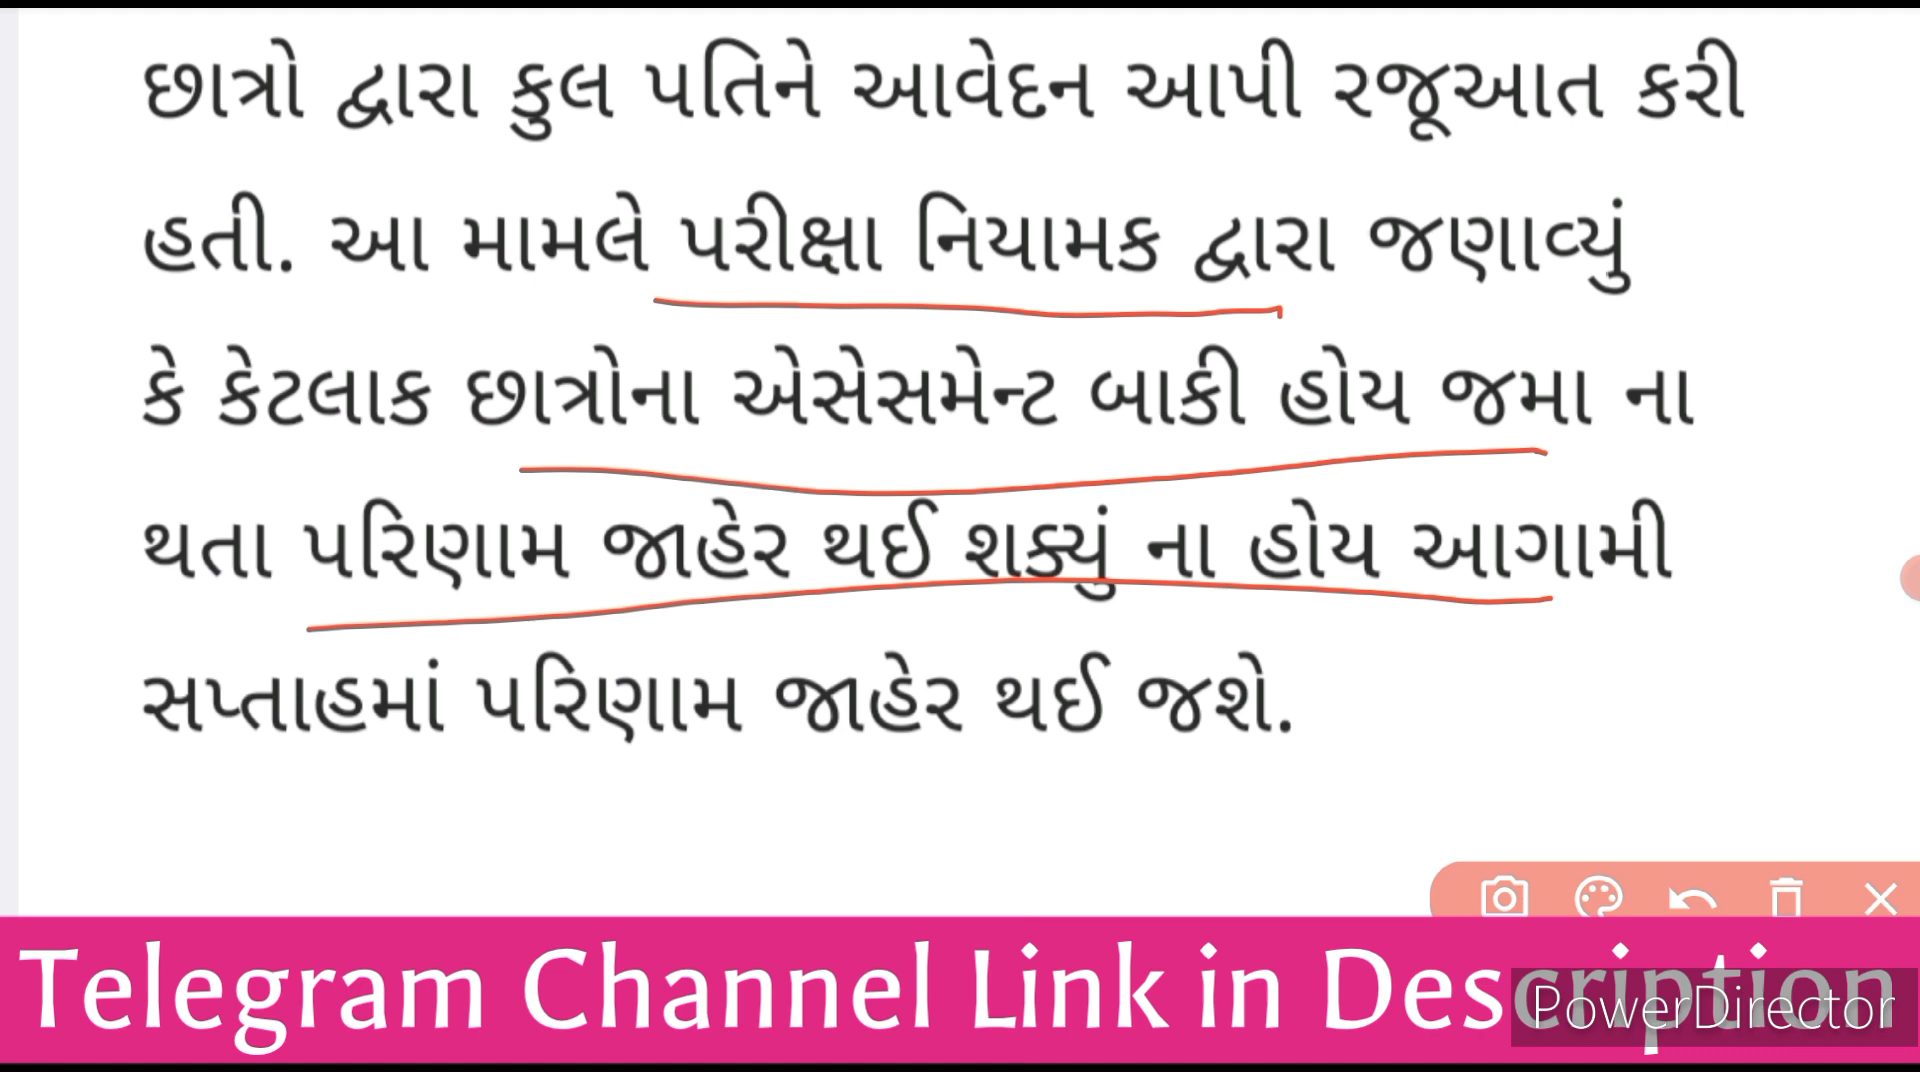 છાત્રો દ્વારા કુલ પતિને આવેદન આપી રજૂઆત કરી
હતી. આ મામલે પરીક્ષા નિયામક દ્વારા જણાવ્યું
કે કેટલાક છાત્રોના એસેસમેન્ટ બાકી હોય જમા ના
થતા પરિણામ જાહેર થઈ શક્યું ના હોય આગામી
સપ્તાહમાં પરિણામ જાહેર થઈ જશે.
Telegram Channel Link in Description
PowerDirector